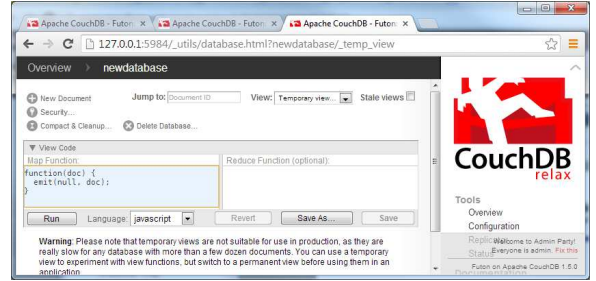 Apache CouchDB - Futon: × Apache CouchDB - Futon: × Apache CouchDB - Futon: ×
127.0.0.1:5984/_utils/database.html?newdatabase/_temp_view
Overview > newdatabase
New Document Jump to: Document ID View: Temporary view... Stale views
Security...
Compact & Cleanup... Delete Database...
▼ View Code
Map Function: Reduce Function (optional):
function(doc) {
emit(null, doc);
}
Run Language: javascript Revert Save As... Save
Warning: Please note that temporary views are not suitable for use in production, as they are
really slow for any database with more than a few dozen documents. You can use a temporary
view to experiment with view functions, but switch to a permanent view before using them in an
application.
CouchDB
relax
Tools
Overview
Configuration
Welcome to Admin Party!
Status
Everyone is admin. Fix this
Futon on Apache CouchDB 1.5.0
Documentation